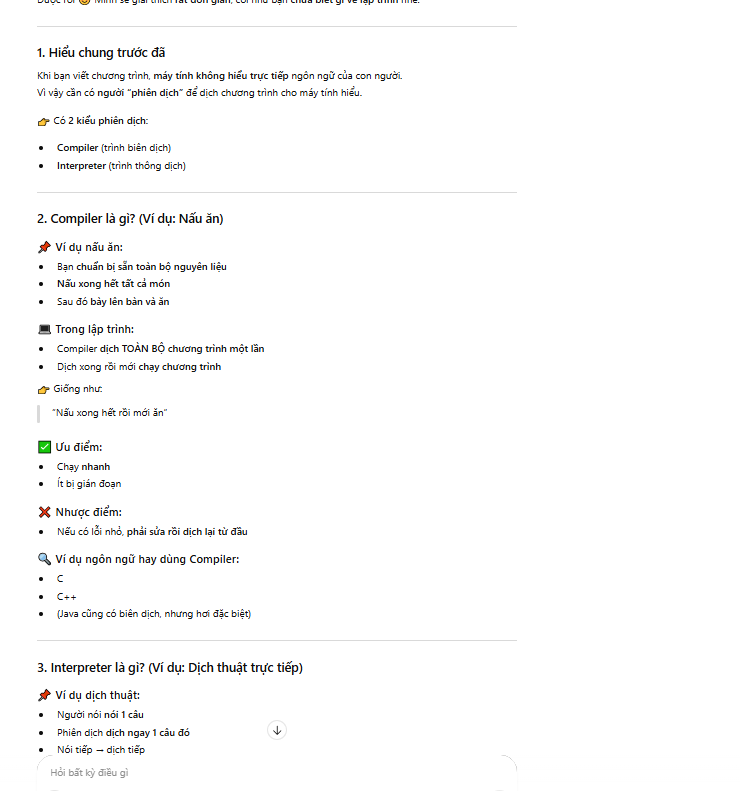 Được rồi 😄 Mình sẽ giải thích rất đơn giản, coi như bạn chưa biết gì về lập trình nhé.
1. Hiểu chung trước đã
Khi bạn viết chương trình, máy tính không hiểu trực tiếp ngôn ngữ của con người.
Vì vậy cần có người “phiên dịch” để dịch chương trình cho máy tính hiểu.
👉 Có 2 kiểu phiên dịch:
• Compiler (trình biên dịch)
• Interpreter (trình thông dịch)
2. Compiler là gì? (Ví dụ: Nấu ăn)
📌 Ví dụ nấu ăn:
• Bạn chuẩn bị sẵn toàn bộ nguyên liệu
• Nấu xong hết tất cả món
• Sau đó bày lên bàn và ăn
💻 Trong lập trình:
• Compiler dịch TOÀN BỘ chương trình một lần
• Dịch xong rồi mới chạy chương trình
👉 Giống như:
“Nấu xong hết rồi mới ăn”
✅ Ưu điểm:
• Chạy nhanh
• Ít bị gián đoạn
❌ Nhược điểm:
• Nếu có lỗi nhỏ, phải sửa rồi dịch lại từ đầu
🔍 Ví dụ ngôn ngữ hay dùng Compiler:
• C
• C++
• (Java cũng có biên dịch, nhưng hơi đặc biệt)
3. Interpreter là gì? (Ví dụ: Dịch thuật trực tiếp)
📌 Ví dụ dịch thuật:
• Người nói nói 1 câu
• Phiên dịch dịch ngay 1 câu đó
• Nói tiếp → dịch tiếp
Hỏi bất kỳ điều gì